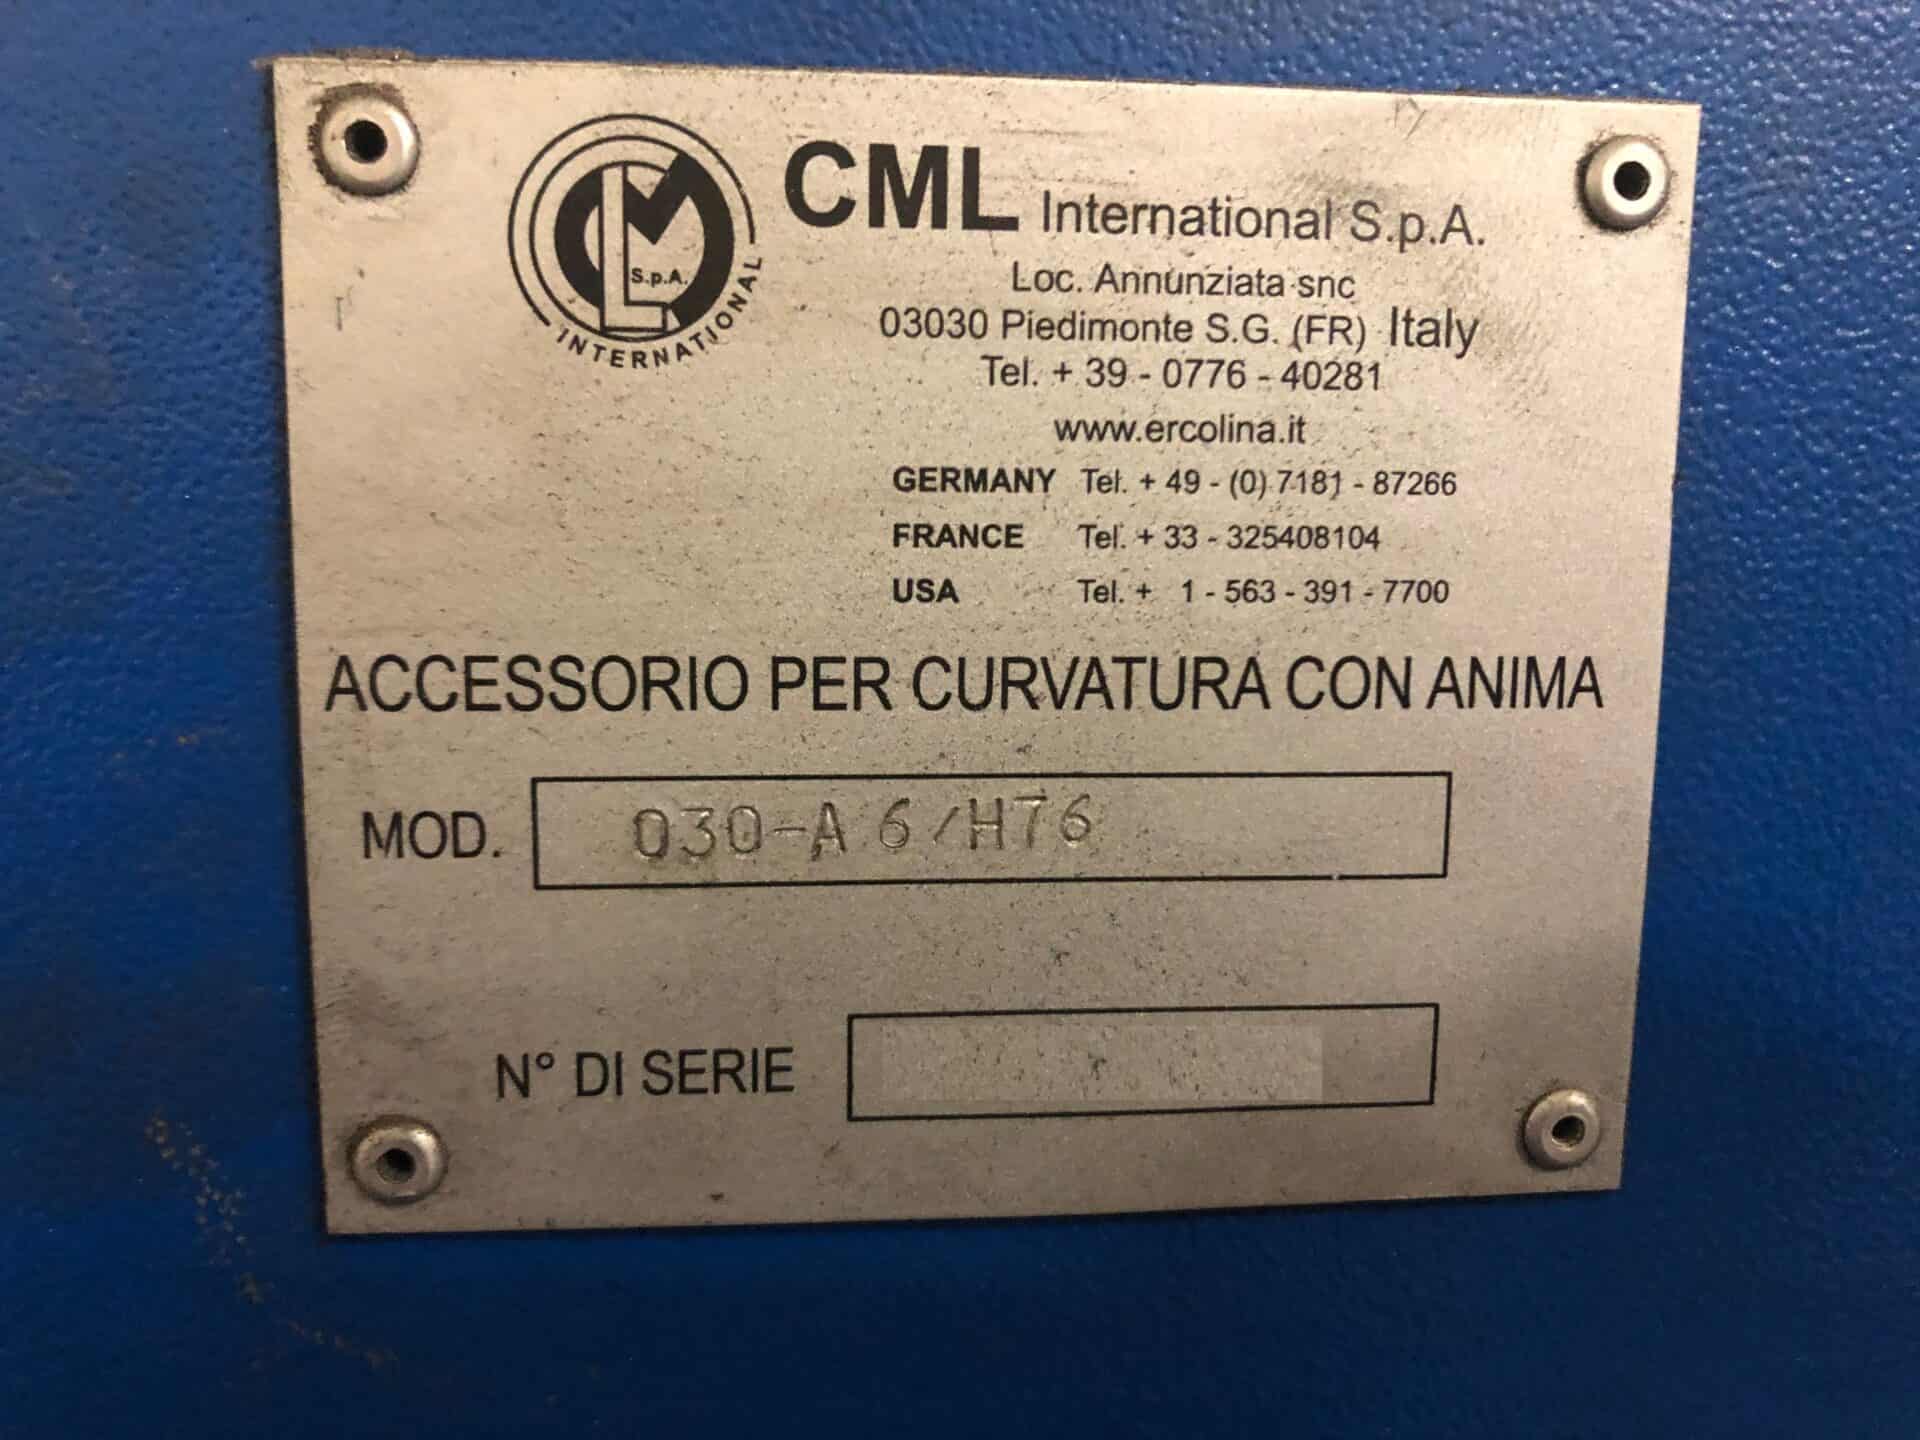 S.p.A.
INTERNATIONAL
CML International S.p.A.
Loc. Annunziata snc
03030 Piedimonte S.G. (FR) Italy
Tel. + 39 - 0776 - 40281
www.ercolina.it
GERMANY Tel. + 49 - (0) 7181 - 87266
FRANCE Tel. + 33 - 325408104
USA Tel. + 1 - 563 - 391 - 7700
ACCESSORIO PER CURVATURA CON ANIMA
MOD. 030-A6/H76
N° DI SERIE